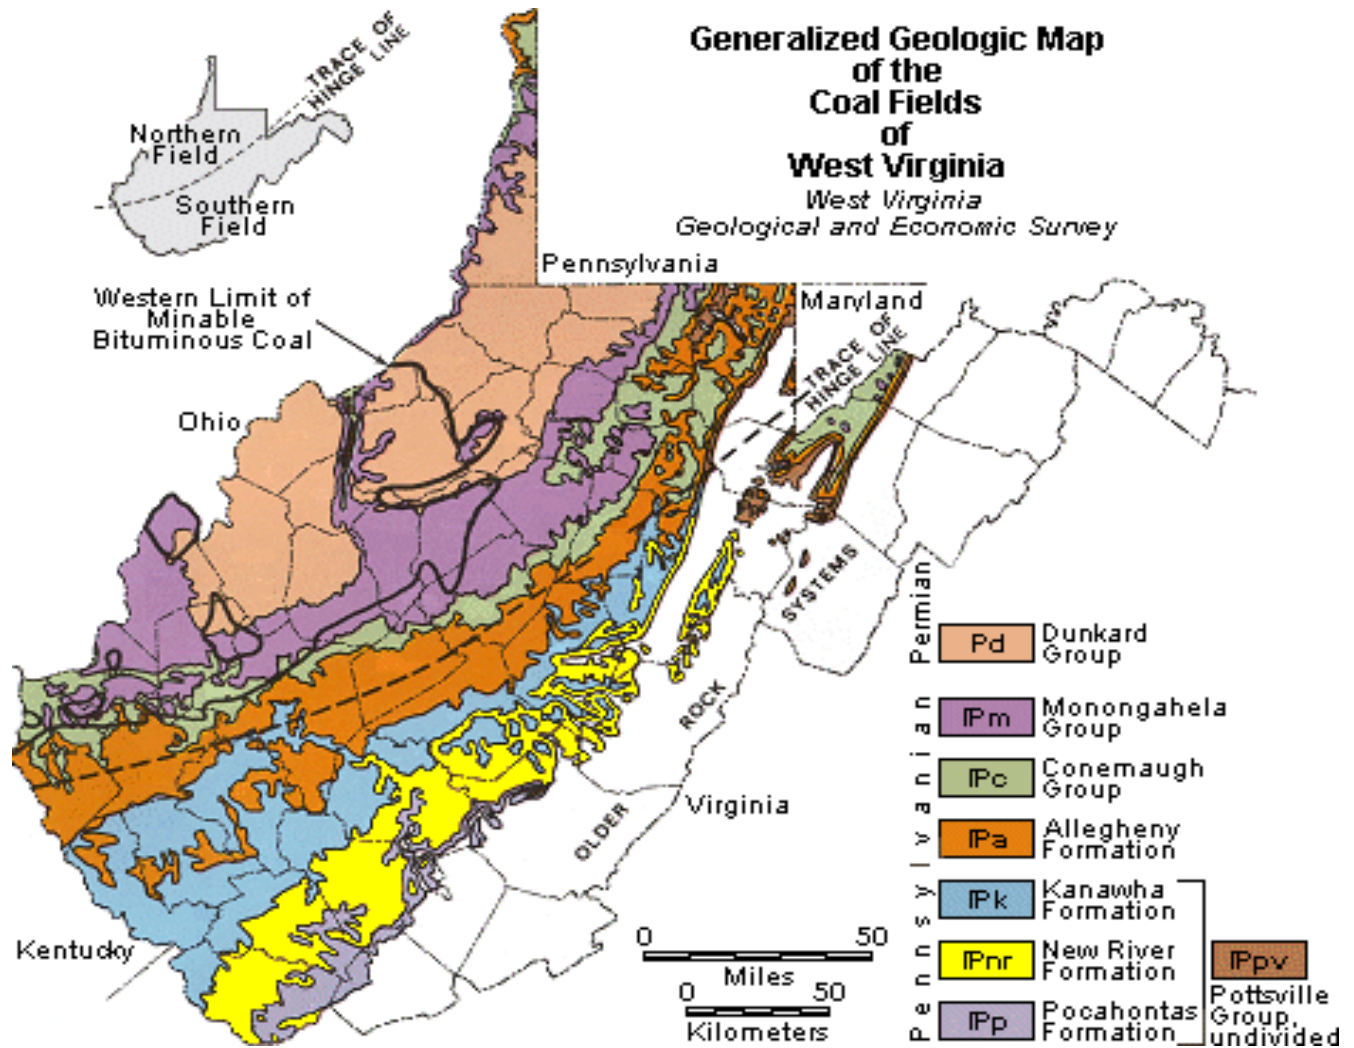 Generalized Geologic Map
of the
Coal Fields
of
West Virginia
West Virginia
Geological and Economic Survey
TRACE OF
HINGE LINE
Northern
Field
Southern
Field
Pennsylvania
Western Limit of
Minable
Bituminous Coal
Maryland
TRACE OF
HINGE LINE
Ohio
OLDER
ROCK
SYSTEMS
Virginia
Kentucky
Permian
Pd
Dunkard
Group
Pennsylvanian
IPm
Monongahela
Group
IPc
Conemaugh
Group
IPa
Allegheny
Formation
IPk
Kanawha
Formation
IPnr
New River
Formation
IPp
Pocahontas
Formation
IPpv
Pottsville
Group,
undivided
0 50
Miles
0 50
Kilometers